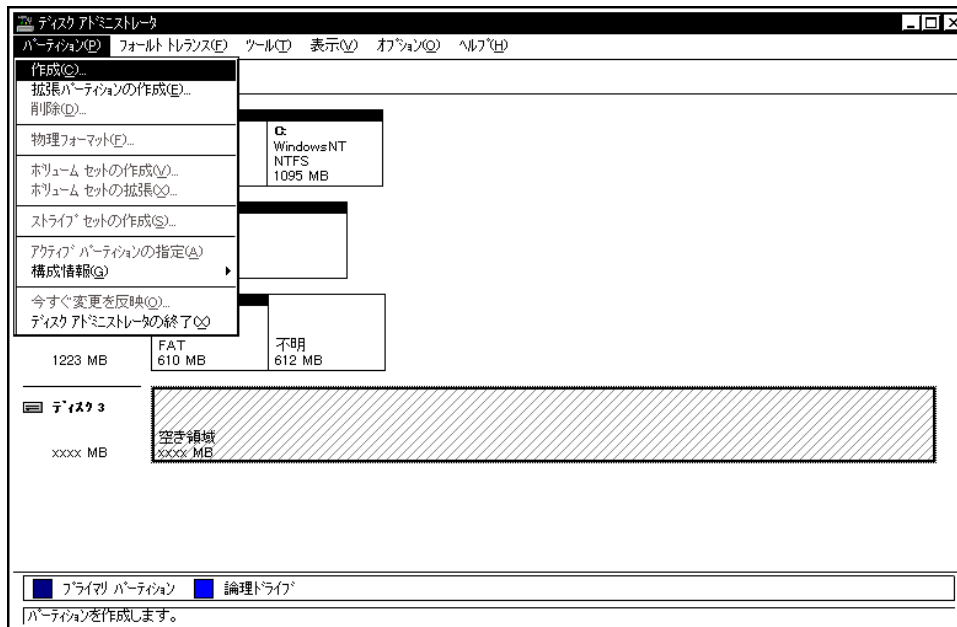 ディスク アドミニストレータ
パーティション(P) フォールト トレランス(F) ツール(T) 表示(V) オプション(O) ヘルプ(H)
作成(C)...
拡張パーティションの作成(E)...
削除(D)...
物理フォーマット(F)...
ボリューム セットの作成(V)...
ボリューム セットの拡張(X)...
ストライプ セットの作成(S)...
アクティブ パーティションの指定(A)
構成情報(G)
今すぐ変更を反映(O)...
ディスク アドミニストレータの終了(X)
C:
WindowsNT
NTFS
1095 MB
1223 MB
FAT
610 MB
不明
612 MB
ディスク 3
xxxx MB
空き領域
xxxx MB
プライマリ パーティション 論理ドライブ
パーティションを作成します。